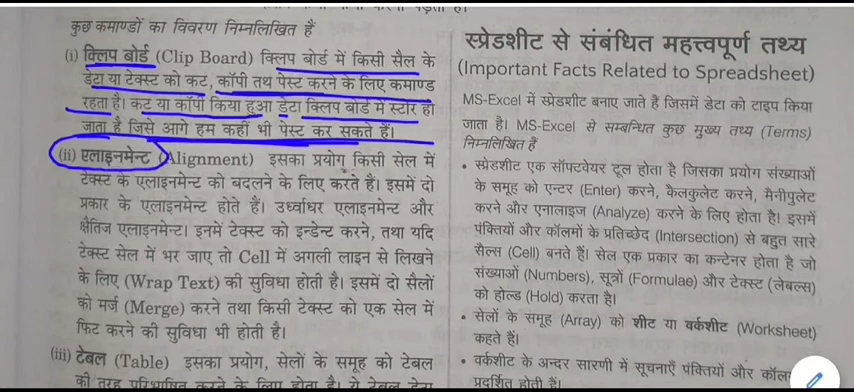 कुछ कमाण्डों का विवरण निम्नलिखित हैं
(i) क्लिप बोर्ड (Clip Board) क्लिप बोर्ड में किसी सैल के
डेटा या टेक्स्ट को कट, कॉपी तथ पेस्ट करने के लिए कमाण्ड
रहता है। कट या कॉपी किया हुआ डेटा क्लिप बोर्ड में स्टोर हो
जाता है जिसे आगे हम कहीं भी पेस्ट कर सकते हैं।
(ii) एलाइनमेन्ट (Alignment) इसका प्रयोग किसी सेल में
टेक्स्ट के एलाइनमेन्ट को बदलने के लिए करते हैं। इसमें दो
प्रकार के एलाइनमेन्ट होते हैं। उर्ध्वाधर एलाइनमेन्ट और
क्षैतिज एलाइनमेन्ट। इनमें टेक्स्ट को इन्डेन्ट करने, तथा यदि
टेक्स्ट सेल में भर जाए तो Cell में अगली लाइन से लिखने
के लिए (Wrap Text) की सुविधा होती है। इसमें दो सैलों
को मर्ज (Merge) करने तथा किसी टेक्स्ट को एक सेल में
फिट करने की सुविधा भी होती है।
(iii) टेबल (Table) इसका प्रयोग, सेलों के समूह को टेबल
की तरह परिभाषित करने के लिए होता है। ये टेबल डेटा
स्प्रेडशीट से संबंधित महत्त्वपूर्ण तथ्य
(Important Facts Related to Spreadsheet)
MS-Excel में स्प्रेडशीट बनाए जाते हैं जिसमें डेटा को टाइप किया
जाता है। MS-Excel से सम्बन्धित कुछ मुख्य तथ्य (Terms)
निम्नलिखित हैं
• स्प्रेडशीट एक सॉफ्टवेयर टूल होता है जिसका प्रयोग संख्याओं
के समूह को एन्टर (Enter) करने, कैलकुलेट करने, मैनीपुलेट
करने और एनालाइज (Analyze) करने के लिए होता है। इसमें
पंक्तियों और कॉलमों के प्रतिच्छेद (Intersection) से बहुत सारे
सैल्स (Cell) बनते हैं। सेल एक प्रकार का कन्टेनर होता है जो
संख्याओं (Numbers), सूत्रों (Formulae) और टेक्स्ट (लेबल्स)
को होल्ड (Hold) करता है।
• सेलों के समूह (Array) को शीट या वर्कशीट (Worksheet)
कहते हैं।
• वर्कशीट के अन्दर सारणी में सूचनाएँ पंक्तियों और
प्रदर्शित होती हैं।